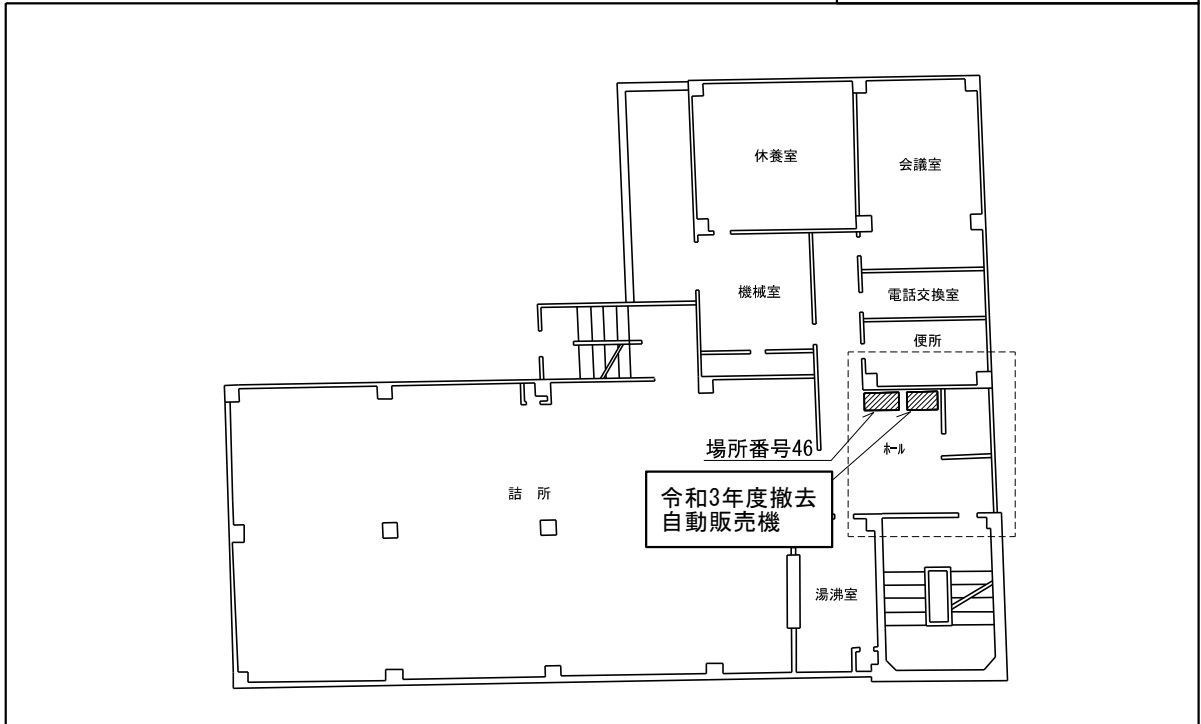 休養室
会議室
機械室
電話交換室
便所
場所番号46
ホール
詰 所
令和3年度撤去
自動販売機
湯沸室